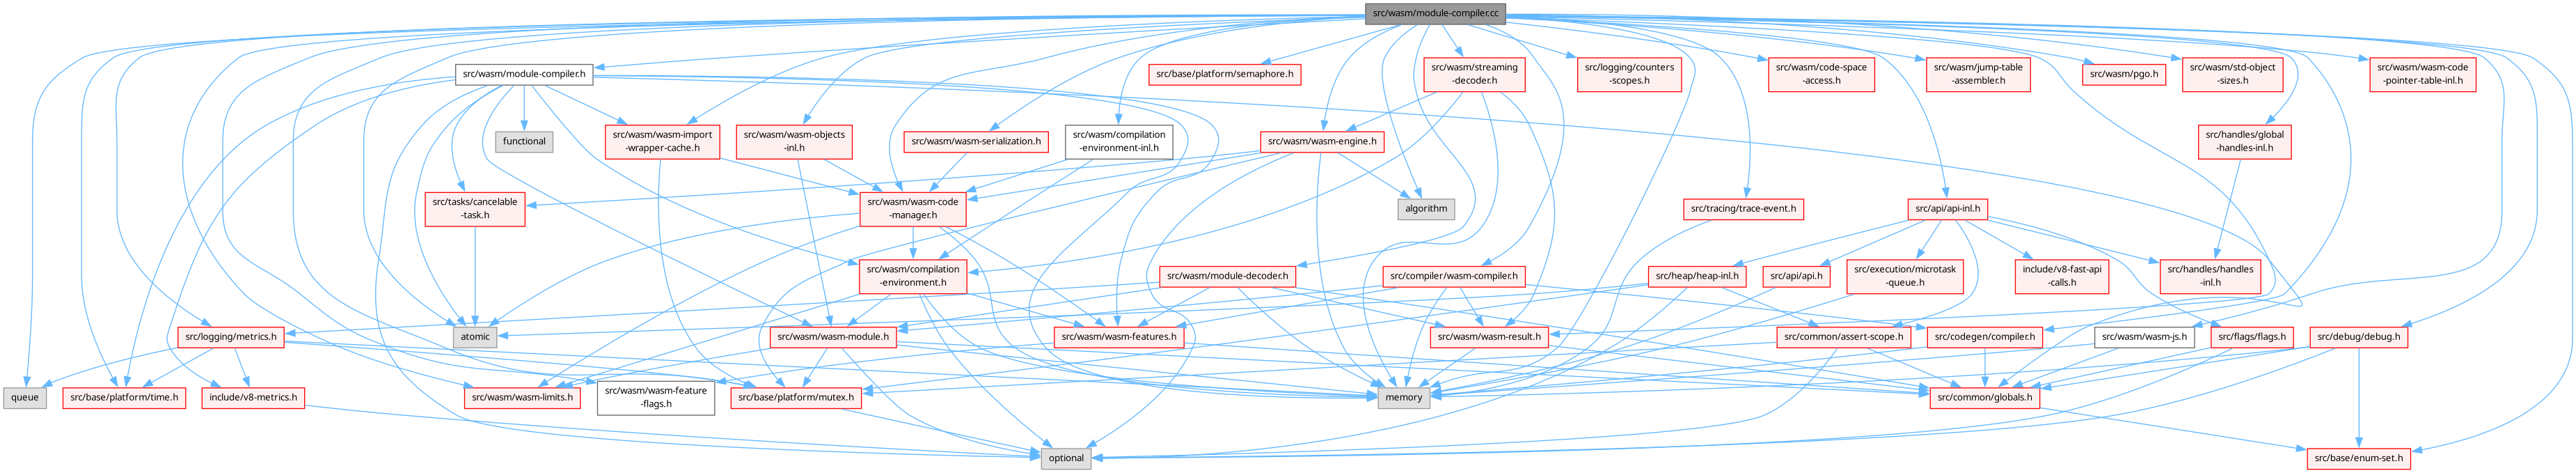 src/wasm/module-compiler.cc
src/wasm/module-compiler.h
src/base/platform/semaphore.h
src/wasm/streaming
-decoder.h
src/logging/counters
-scopes.h
src/wasm/code-space
-access.h
src/wasm/jump-table
-assembler.h
src/wasm/pgo.h
src/wasm/std-object
-sizes.h
src/wasm/wasm-code
-pointer-table-inl.h
functional
src/wasm/wasm-import
-wrapper-cache.h
src/wasm/wasm-objects
-inl.h
src/wasm/wasm-serialization.h
src/wasm/compilation
-environment-inl.h
src/wasm/wasm-engine.h
src/handles/global
-handles-inl.h
src/tasks/cancelable
-task.h
src/wasm/wasm-code
-manager.h
algorithm
src/tracing/trace-event.h
src/api/api-inl.h
src/wasm/compilation
-environment.h
src/wasm/module-decoder.h
src/compiler/wasm-compiler.h
src/heap/heap-inl.h
src/api/api.h
src/execution/microtask
-queue.h
include/v8-fast-api
-calls.h
src/handles/handles
-inl.h
src/logging/metrics.h
atomic
src/wasm/wasm-module.h
src/wasm/wasm-features.h
src/wasm/wasm-result.h
src/common/assert-scope.h
src/codegen/compiler.h
src/wasm/wasm-js.h
src/flags/flags.h
src/debug/debug.h
queue
src/base/platform/time.h
include/v8-metrics.h
src/wasm/wasm-limits.h
src/wasm/wasm-feature
-flags.h
src/base/platform/mutex.h
memory
src/common/globals.h
optional
src/base/enum-set.h